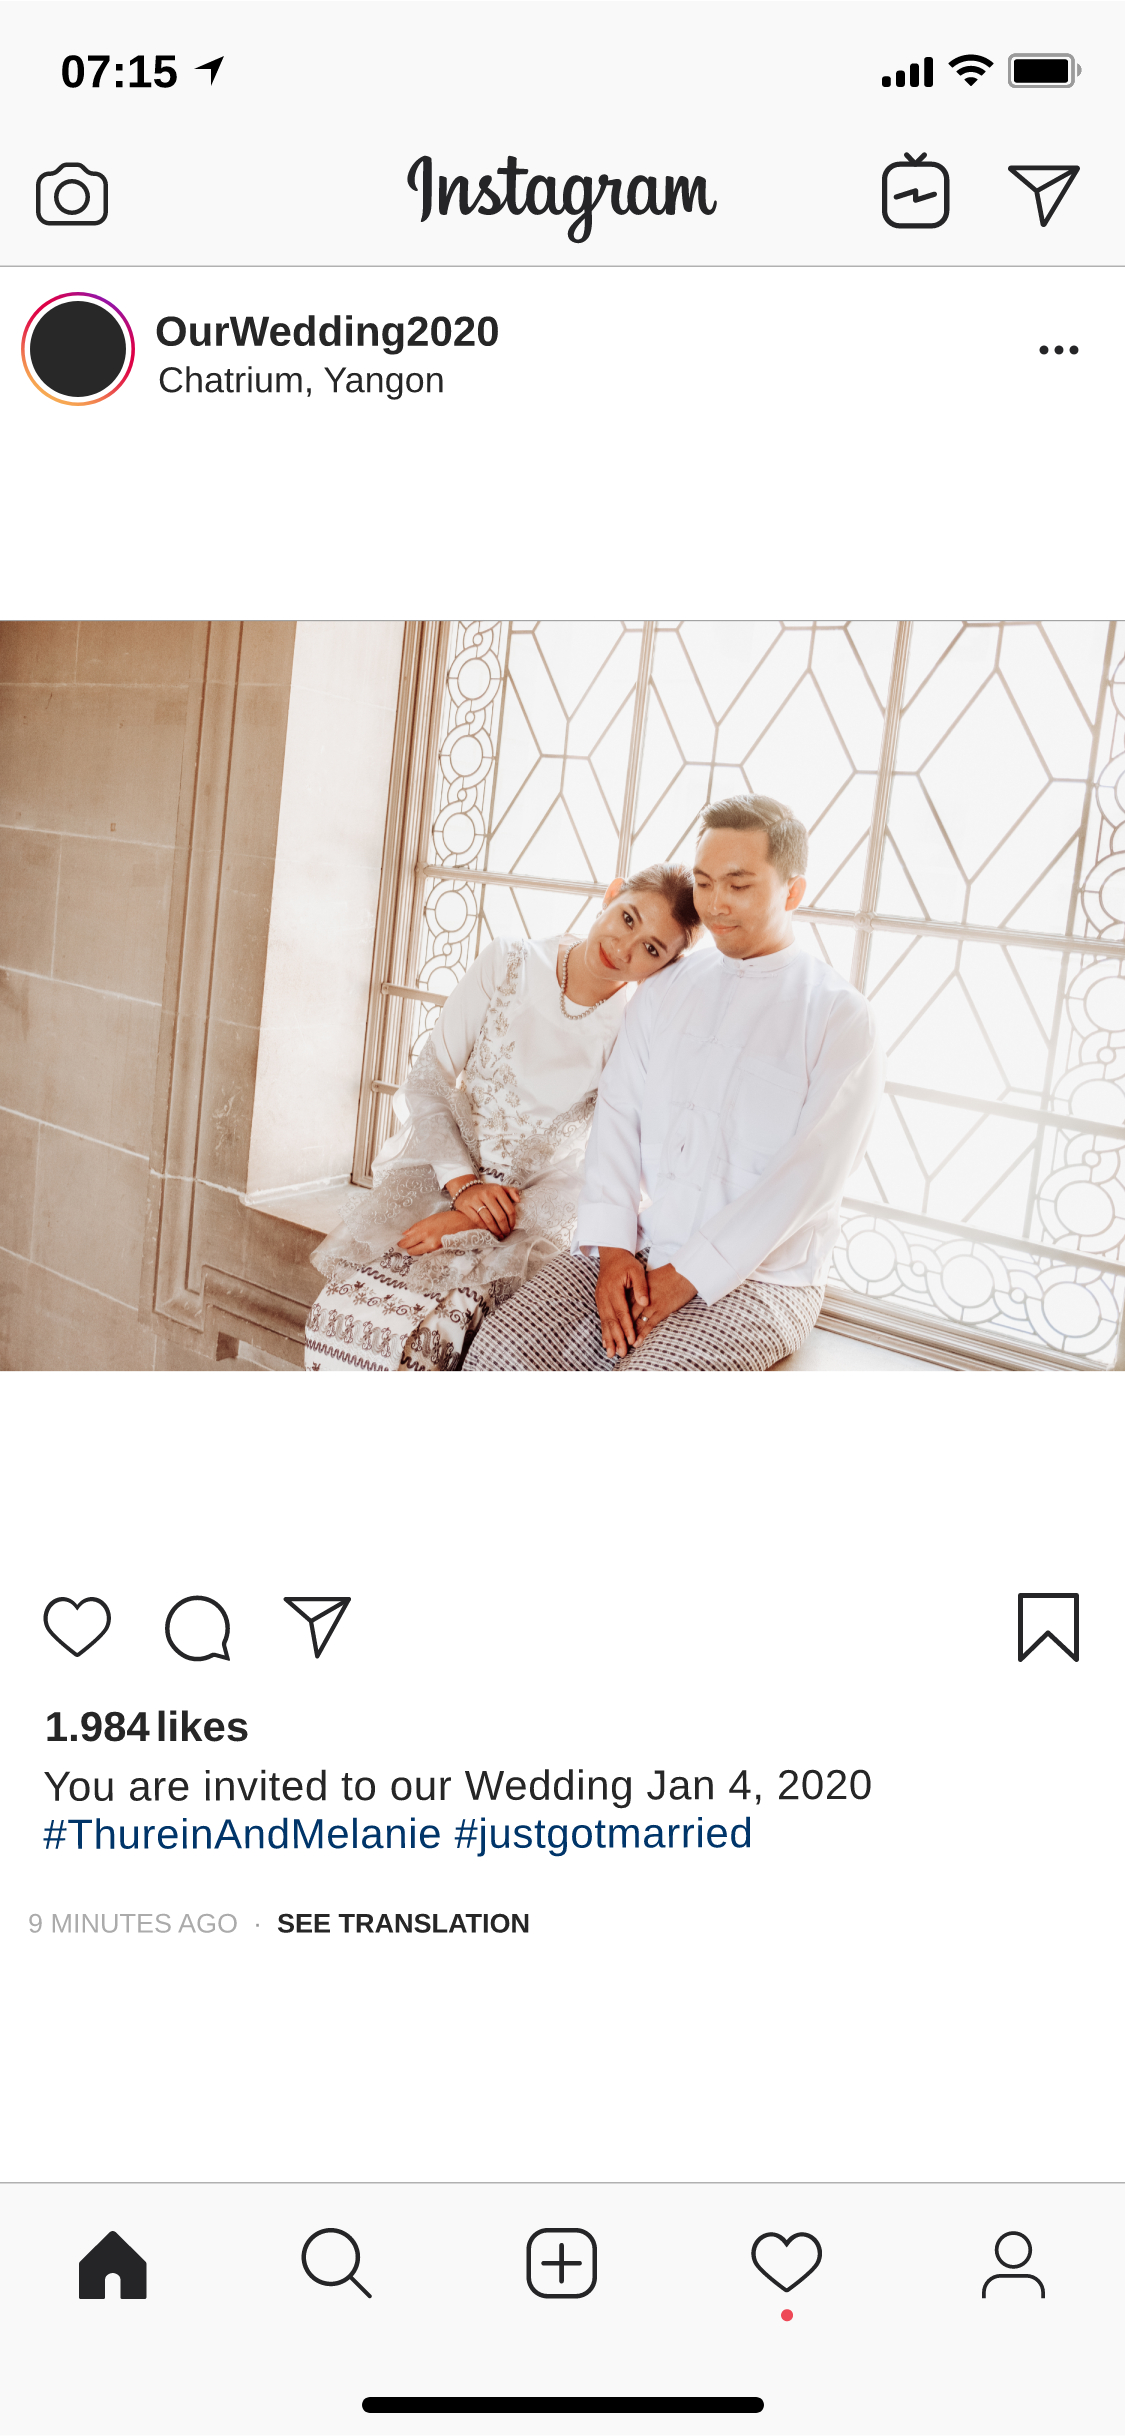 07:15
Instagram
OurWedding2020
Chatrium, Yangon
1.984 likes
You are invited to our Wedding Jan 4, 2020
#ThureinAndMelanie #justgotmarried
9 MINUTES AGO · SEE TRANSLATION